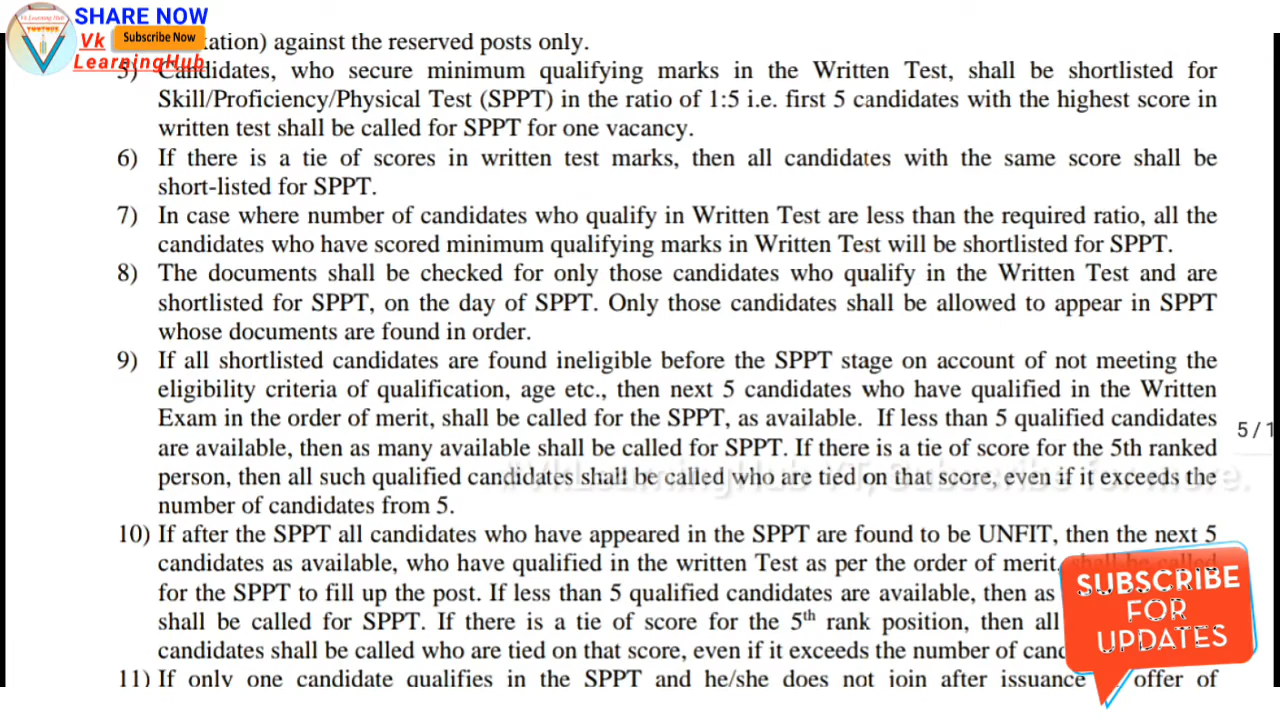 SHARE NOW
Vk
Subscribe Now
LearningHub
ation) against the reserved posts only.
5) Candidates, who secure minimum qualifying marks in the Written Test, shall be shortlisted for
Skill/Proficiency/Physical Test (SPPT) in the ratio of 1:5 i.e. first 5 candidates with the highest score in
written test shall be called for SPPT for one vacancy.
6) If there is a tie of scores in written test marks, then all candidates with the same score shall be
short-listed for SPPT.
7) In case where number of candidates who qualify in Written Test are less than the required ratio, all the
candidates who have scored minimum qualifying marks in Written Test will be shortlisted for SPPT.
8) The documents shall be checked for only those candidates who qualify in the Written Test and are
shortlisted for SPPT, on the day of SPPT. Only those candidates shall be allowed to appear in SPPT
whose documents are found in order.
9) If all shortlisted candidates are found ineligible before the SPPT stage on account of not meeting the
eligibility criteria of qualification, age etc., then next 5 candidates who have qualified in the Written
Exam in the order of merit, shall be called for the SPPT, as available. If less than 5 qualified candidates
are available, then as many available shall be called for SPPT. If there is a tie of score for the 5th ranked
person, then all such qualified candidates shall be called who are tied on that score, even if it exceeds the
number of candidates from 5.
5 / 1
#VkLearningHub YT, Subscribe for more.
10) If after the SPPT all candidates who have appeared in the SPPT are found to be UNFIT, then the next 5
candidates as available, who have qualified in the written Test as per the order of merit, shall be called
for the SPPT to fill up the post. If less than 5 qualified candidates are available, then as
shall be called for SPPT. If there is a tie of score for the 5th rank position, then all
candidates shall be called who are tied on that score, even if it exceeds the number of
11) If only one candidate qualifies in the SPPT and he/she does not join after issuance offer of
SUBSCRIBE
FOR
UPDATES